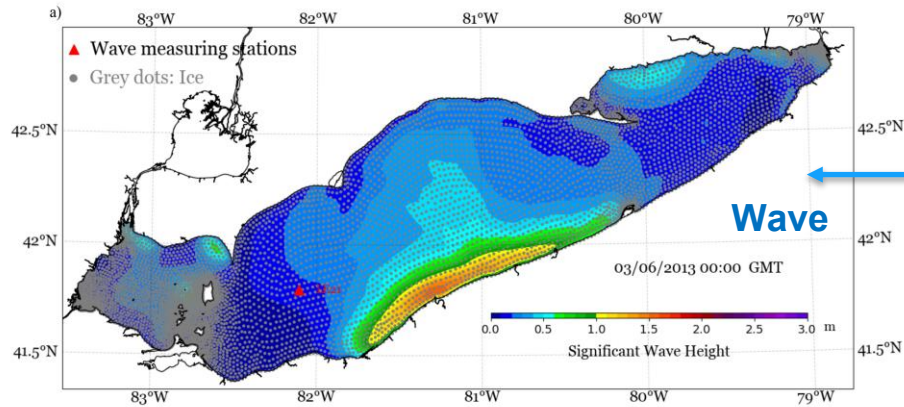 a)
83°W 82°W 81°W 80°W 79°W
Wave measuring stations
Grey dots: Ice
42.5°N 42.5°N
Wave
42°N 42°N
03/06/2013 00:00 GMT
0.0 0.5 1.0 1.5 2.0 2.5 3.0 m
Significant Wave Height
41.5°N 41.5°N
83°W 82°W 81°W 80°W 79°W